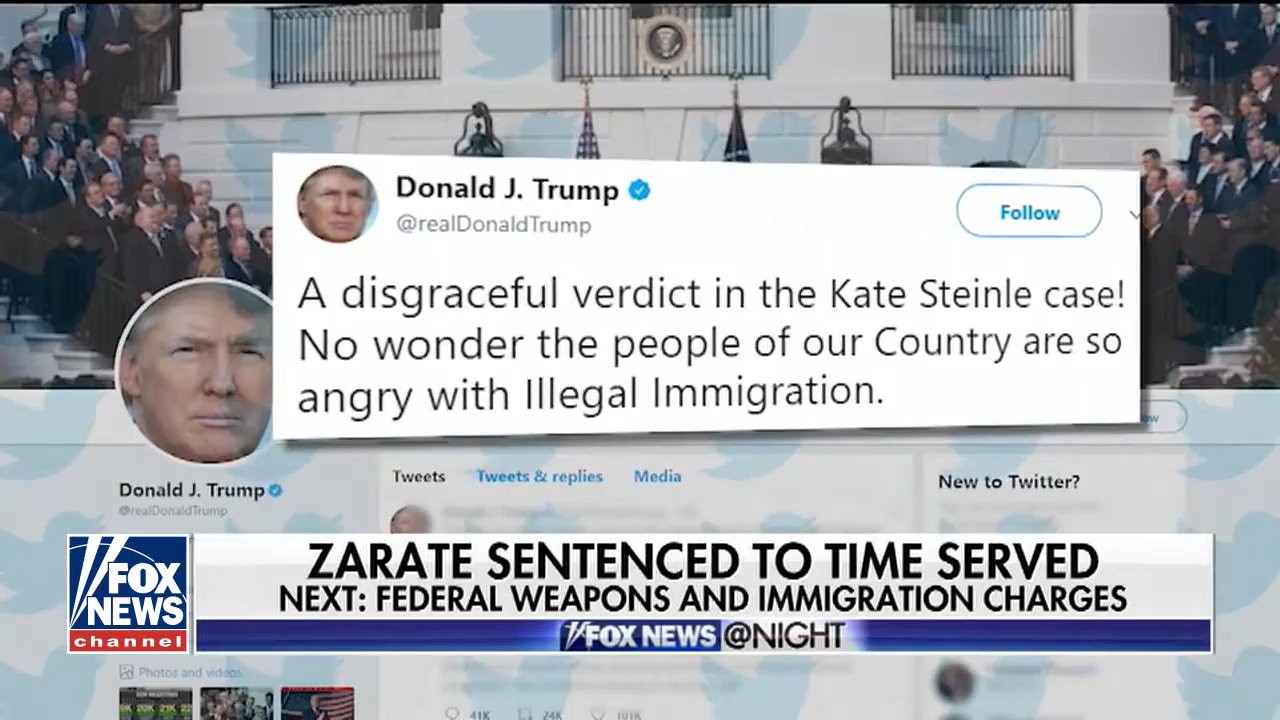 Donald J. Trump
@realDonaldTrump
Follow
A disgraceful verdict in the Kate Steinle case!
No wonder the people of our Country are so
angry with Illegal Immigration.
Donald J. Trump
@realDonaldTrump
Tweets Tweets & replies Media
New to Twitter?
ZARATE SENTENCED TO TIME SERVED
NEXT: FEDERAL WEAPONS AND IMMIGRATION CHARGES
FOX NEWS channel
FOX NEWS @NIGHT
Photos and videos
41K 24K 101K